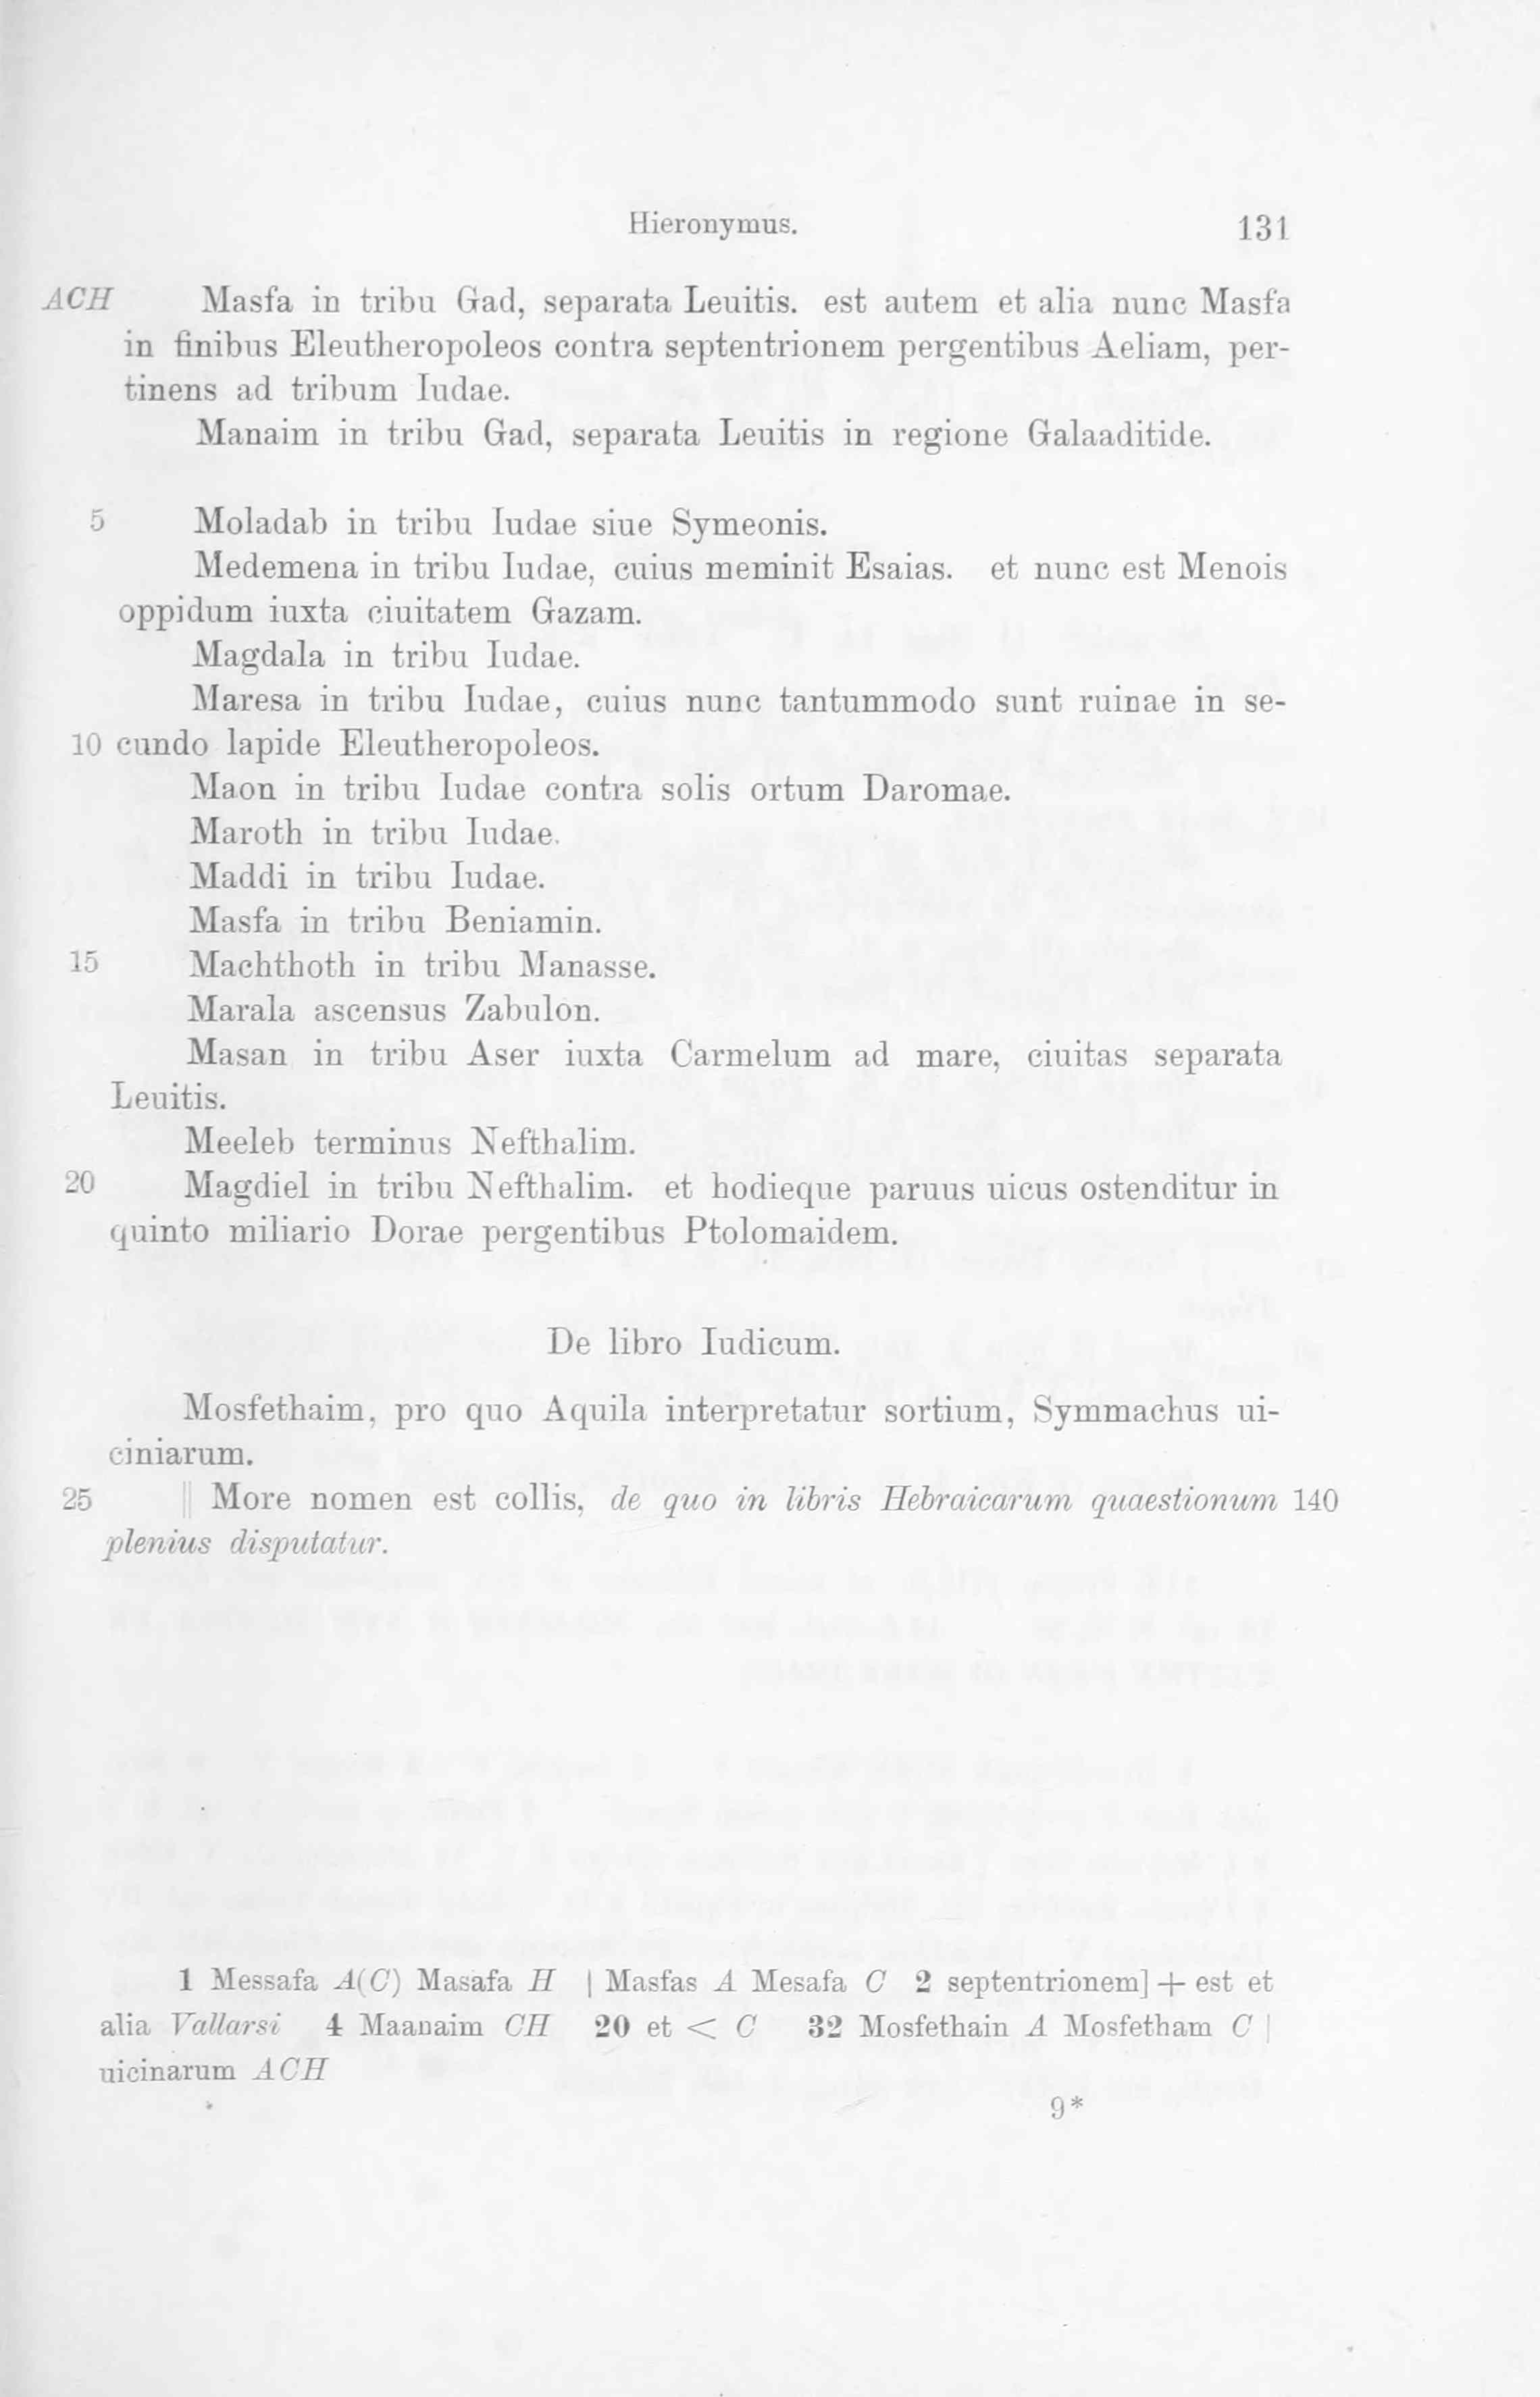 Hieronymus. 131
ACH Masfa in tribu Gad, separata Leuitis. est autem et alia nunc Masfa
in finibus Eleutheropoleos contra septentrionem pergentibus Aeliam, per-
tinens ad tribum Iudae.
Manaim in tribu Gad, separata Leuitis in regione Galaaditide.
5 Moladab in tribu Iudae siue Symeonis.
Medemena in tribu Iudae, cuius meminit Esaias. et nunc est Menois
oppidum iuxta ciuitatem Gazam.
Magdala in tribu Iudae.
Maresa in tribu Iudae, cuius nunc tantummodo sunt ruinae in se-
10 cundo lapide Eleutheropoleos.
Maon in tribu Iudae contra solis ortum Daromae.
Maroth in tribu Iudae.
Maddi in tribu Iudae.
Masfa in tribu Beniamin.
15 Machthoth in tribu Manasse.
Marala ascensus Zabulon.
Masan in tribu Aser iuxta Carmelum ad mare, ciuitas separata
Leuitis.
Meeleb terminus Nefthalim.
20 Magdiel in tribu Nefthalim. et hodieque paruus uicus ostenditur in
quinto miliario Dorae pergentibus Ptolomaidem.
De libro Iudicum.
Mosfethaim, pro quo Aquila interpretatur sortium, Symmachus ui-
ciniarum.
25 || More nomen est collis, de quo in libris Hebraicarum quaestionum 140
plenius disputatur.
1 Messafa A(C) Masafa H | Masfas A Mesafa C 2 septentrionem] + est et
alia Vallarsi 4 Maanaim CH 20 et < C 32 Mosfethain A Mosfetham C |
uicinarum ACH
9*